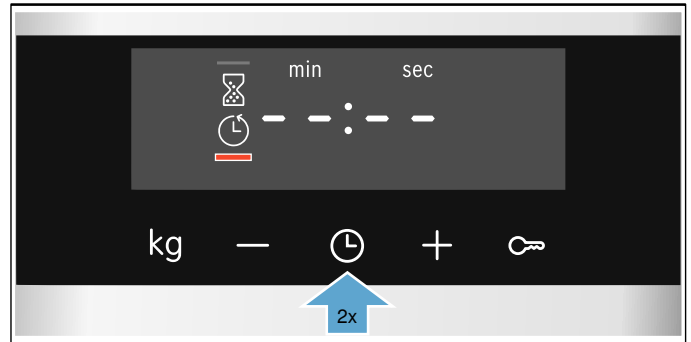 min sec
--:--
kg − +
2x